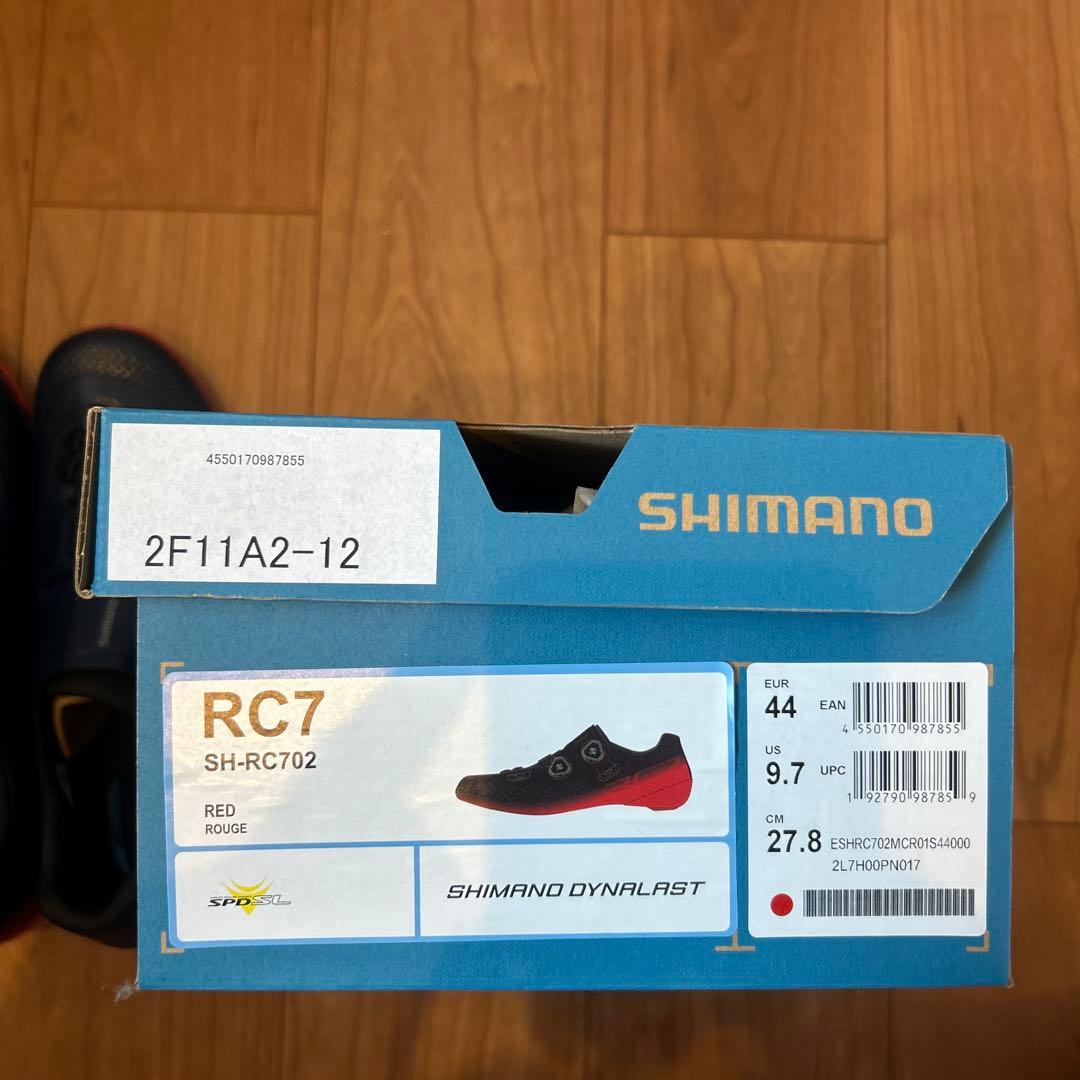 4550170987855
2F11A2-12
SHIMANO
RC7
SH-RC702
RED
ROUGE
SPD-SL
SHIMANO DYNALAST
EUR
44
EAN
4 550170 987855
US
9.7
UPC
1 92790 98785 9
CM
27.8
ESHRC702MCR01S44000
2L7H00PN017